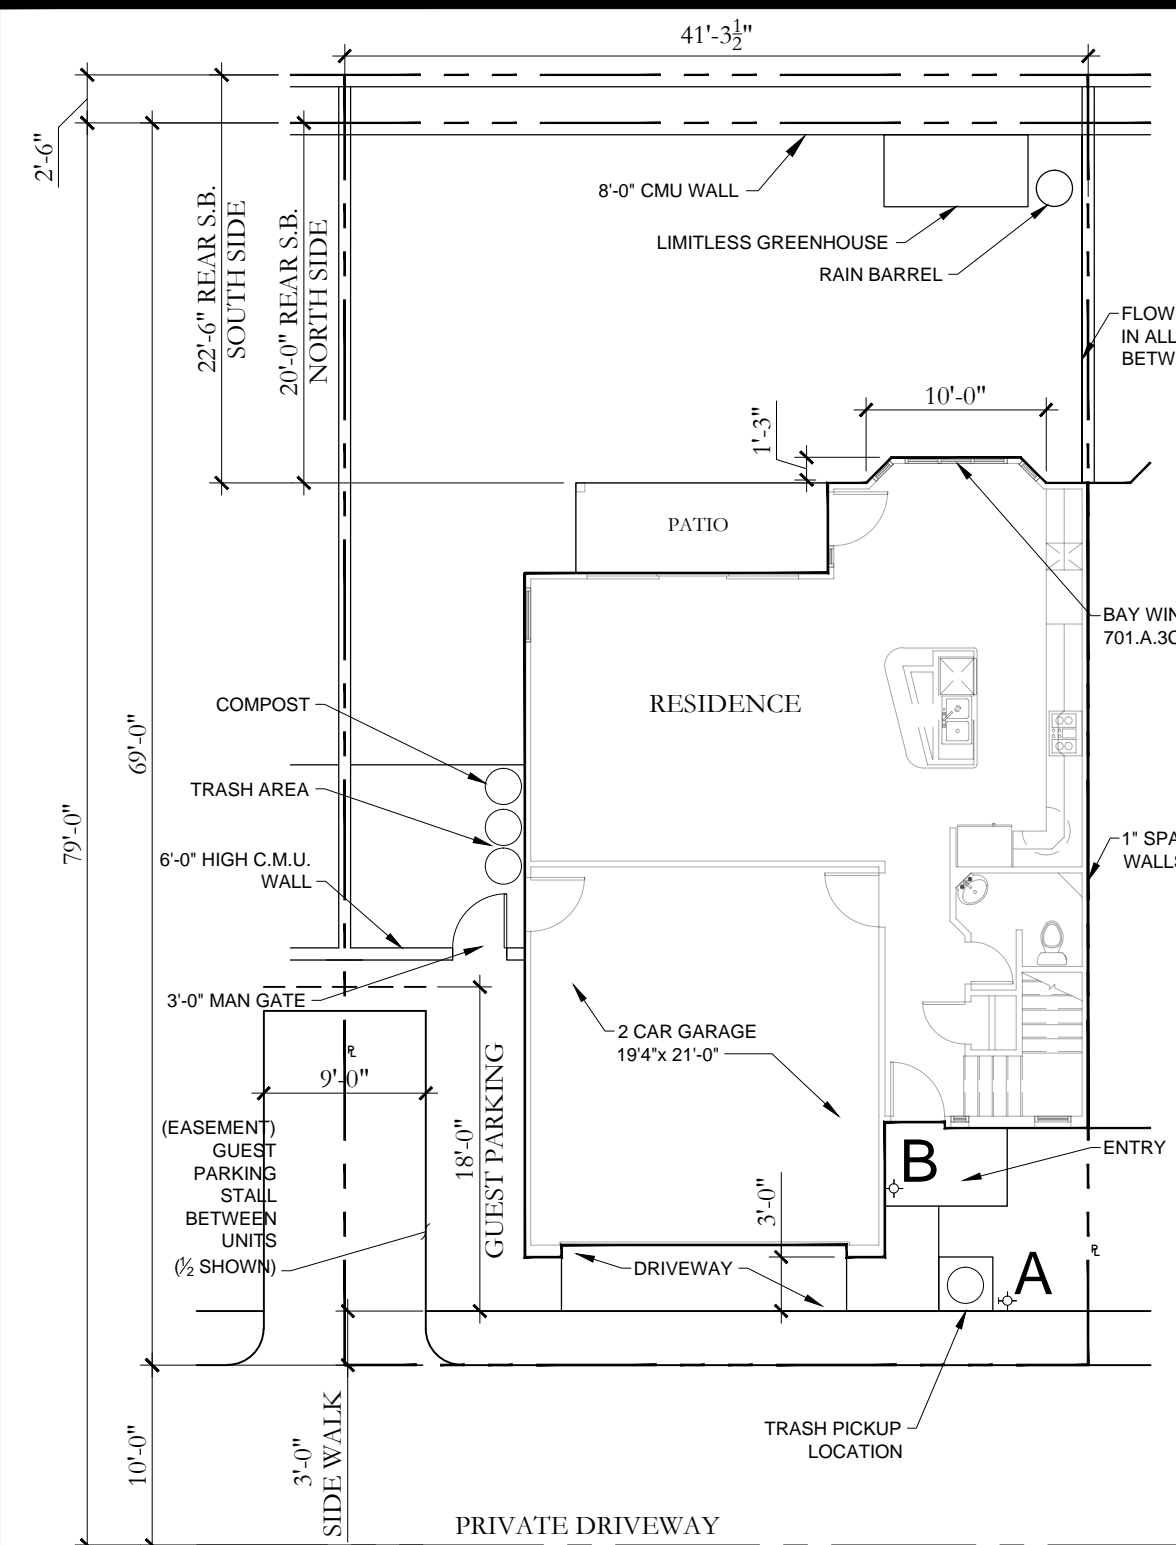 41'-3½"
2'-6"
22'-6" REAR S.B.
SOUTH SIDE
20'-0" REAR S.B.
NORTH SIDE
8'-0" CMU WALL
LIMITLESS GREENHOUSE
RAIN BARREL
FLOW
IN ALL
BETW
10'-0"
1'-3"
PATIO
BAY WIN
701.A.3
RESIDENCE
COMPOST
69'-0"
79'-0"
TRASH AREA
6'-0" HIGH C.M.U.
WALL
1" SPA
WALLS
3'-0" MAN GATE
2 CAR GARAGE
19'4"x 21'-0"
9'-0"
18'-0"
GUEST PARKING
(EASEMENT)
GUEST
PARKING
STALL
BETWEEN
UNITS
(½ SHOWN)
B
ENTRY
3'-0"
DRIVEWAY
A
TRASH PICKUP
LOCATION
10'-0"
3'-0"
SIDE WALK
PRIVATE DRIVEWAY